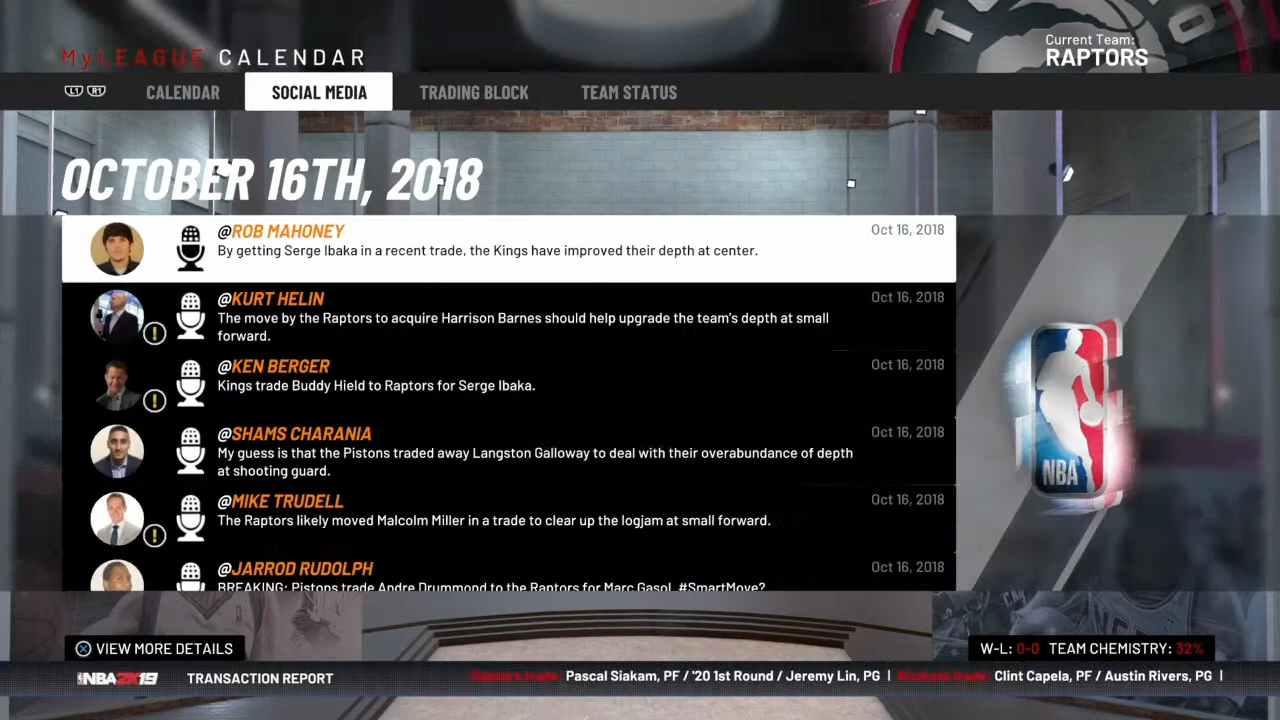 MyLEAGUE CALENDAR
Current Team:
RAPTORS
L1 R1
CALENDAR
SOCIAL MEDIA
TRADING BLOCK
TEAM STATUS
OCTOBER 16TH, 2018
@ROB MAHONEY
Oct 16, 2018
By getting Serge Ibaka in a recent trade, the Kings have improved their depth at center.
@KURT HELIN
Oct 16, 2018
The move by the Raptors to acquire Harrison Barnes should help upgrade the team's depth at small
forward.
@KEN BERGER
Oct 16, 2018
Kings trade Buddy Hield to Raptors for Serge Ibaka.
@SHAMS CHARANIA
Oct 16, 2018
My guess is that the Pistons traded away Langston Galloway to deal with their overabundance of depth
at shooting guard.
@MIKE TRUDELL
Oct 16, 2018
The Raptors likely moved Malcolm Miller in a trade to clear up the logjam at small forward.
@JARROD RUDOLPH
Oct 16, 2018
BREAKING: Pistons trade Andre Drummond to the Raptors for Marc Gasol. #SmartMove?
NBA
VIEW MORE DETAILS
W-L: 0-0 TEAM CHEMISTRY: 32%
NBA 2K19
TRANSACTION REPORT
Raptors trade: Pascal Siakam, PF / '20 1st Round / Jeremy Lin, PG | Rockets trade: Clint Capela, PF / Austin Rivers, PG |